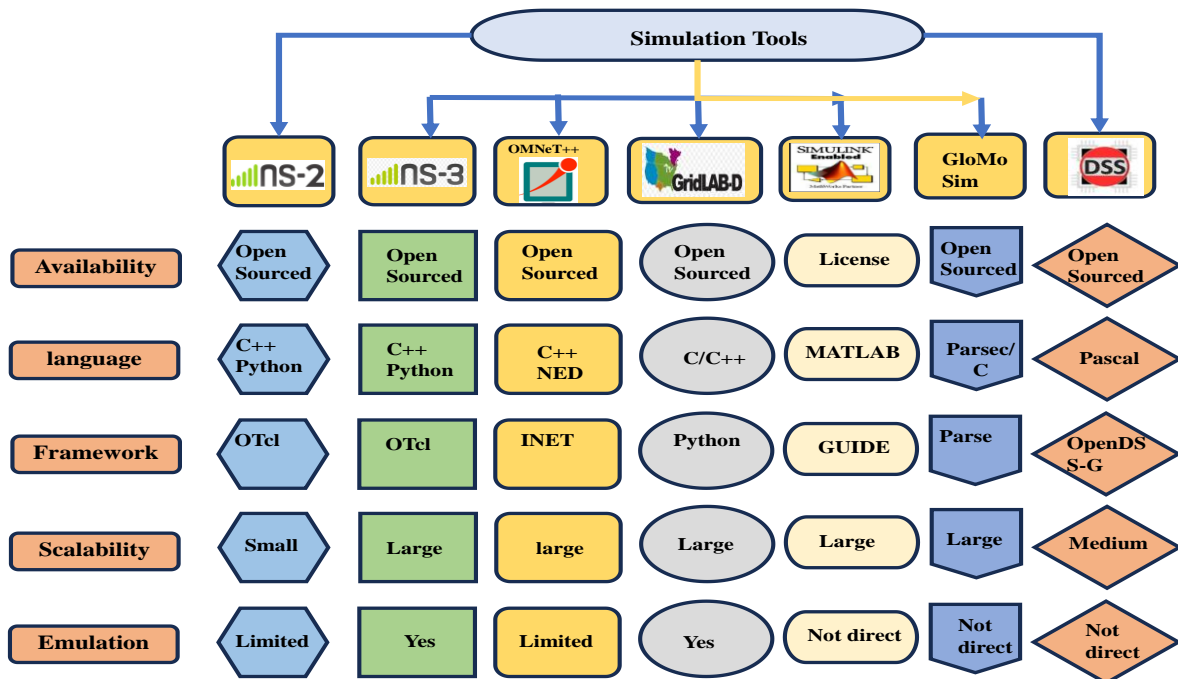 Simulation Tools
NS-2
NS-3
OMNeT++
GridLAB-D
SIMULINK
Enabled
MathWorks Partner
GloMo
Sim
DSS
Availability
Open
Sourced
Open
Sourced
Open
Sourced
Open
Sourced
License
Open
Sourced
Open
Sourced
language
C++
Python
C++
Python
C++
NED
C/C++
MATLAB
Parsec/
C
Pascal
Framework
OTcl
OTcl
INET
Python
GUIDE
Parse
OpenDS
S-G
Scalability
Small
Large
large
Large
Large
Large
Medium
Emulation
Limited
Yes
Limited
Yes
Not direct
Not
direct
Not
direct